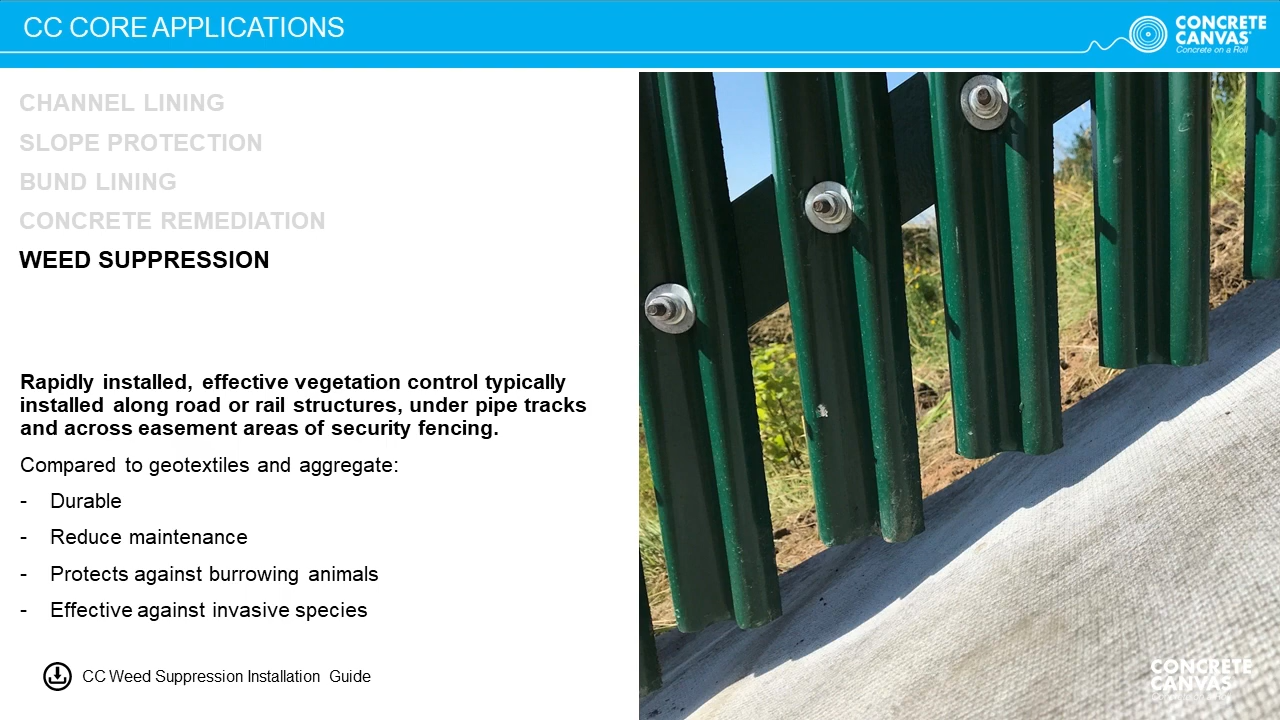 CC CORE APPLICATIONS
CONCRETE
CANVAS®
Concrete on a Roll
CHANNEL LINING
SLOPE PROTECTION
BUND LINING
CONCRETE REMEDIATION
WEED SUPPRESSION
Rapidly installed, effective vegetation control typically
installed along road or rail structures, under pipe tracks
and across easement areas of security fencing.
Compared to geotextiles and aggregate:
- Durable
- Reduce maintenance
- Protects against burrowing animals
- Effective against invasive species
CC Weed Suppression Installation Guide
CONCRETE
CANVAS